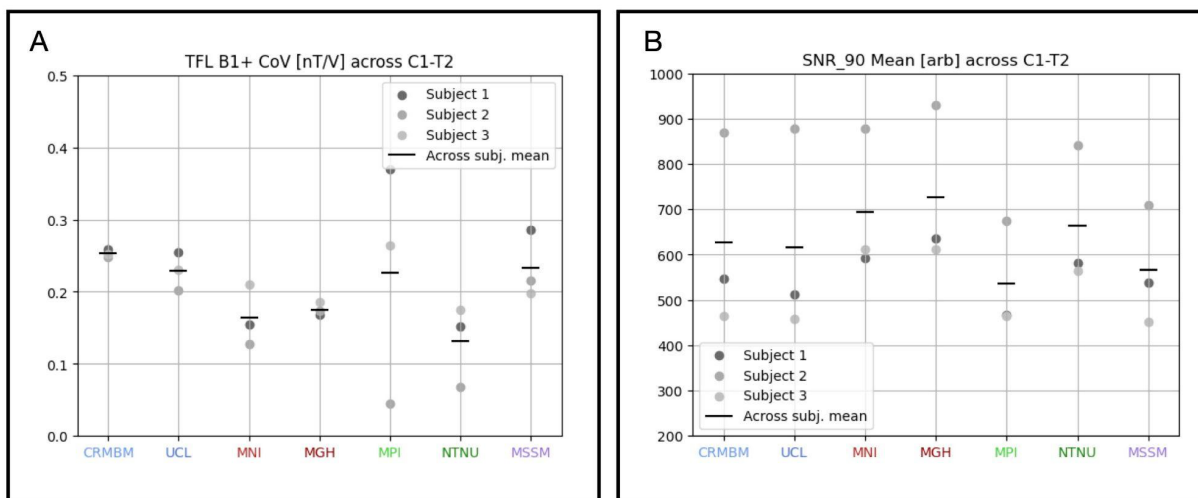 A
TFL B1+ CoV [nT/V] across C1-T2
0.5
0.4
0.3
0.2
0.1
0.0
Subject 1
Subject 2
Subject 3
Across subj. mean
CRMBM UCL MNI MGH MPI NTNU MSSM
B
SNR_90 Mean [arb] across C1-T2
1000
900
800
700
600
500
400
300
200
Subject 1
Subject 2
Subject 3
Across subj. mean
CRMBM UCL MNI MGH MPI NTNU MSSM